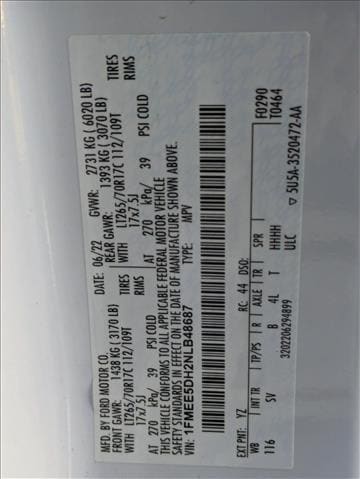 MFD. BY FORD MOTOR CO.
DATE: 06/22 GVWR: 2731 KG ( 6020 LB)
FRONT GAWR: 1438 KG ( 3170 LB) REAR GAWR: 1393 KG ( 3070 LB)
WITH LT265/70R17C 112/109T TIRES WITH LT265/70R17C 112/109T TIRES
17x7.5J RIMS 17x7.5J RIMS
AT 270 kPa/ 39 PSI COLD AT 270 kPa/ 39 PSI COLD
THIS VEHICLE CONFORMS TO ALL APPLICABLE FEDERAL MOTOR VEHICLE
SAFETY STANDARDS IN EFFECT ON THE DATE OF MANUFACTURE SHOWN ABOVE.
VIN: 1FMEE5DH2NLB48687 TYPE: MPV
F0290
T0464
EXT PNT: YZ RC: 44 DSO:
WB TP/PS R AXLE TR SPR
116 SV B 4L T HHHH
ULC
3202206294899 ▽ 5U5A-3520472-AA